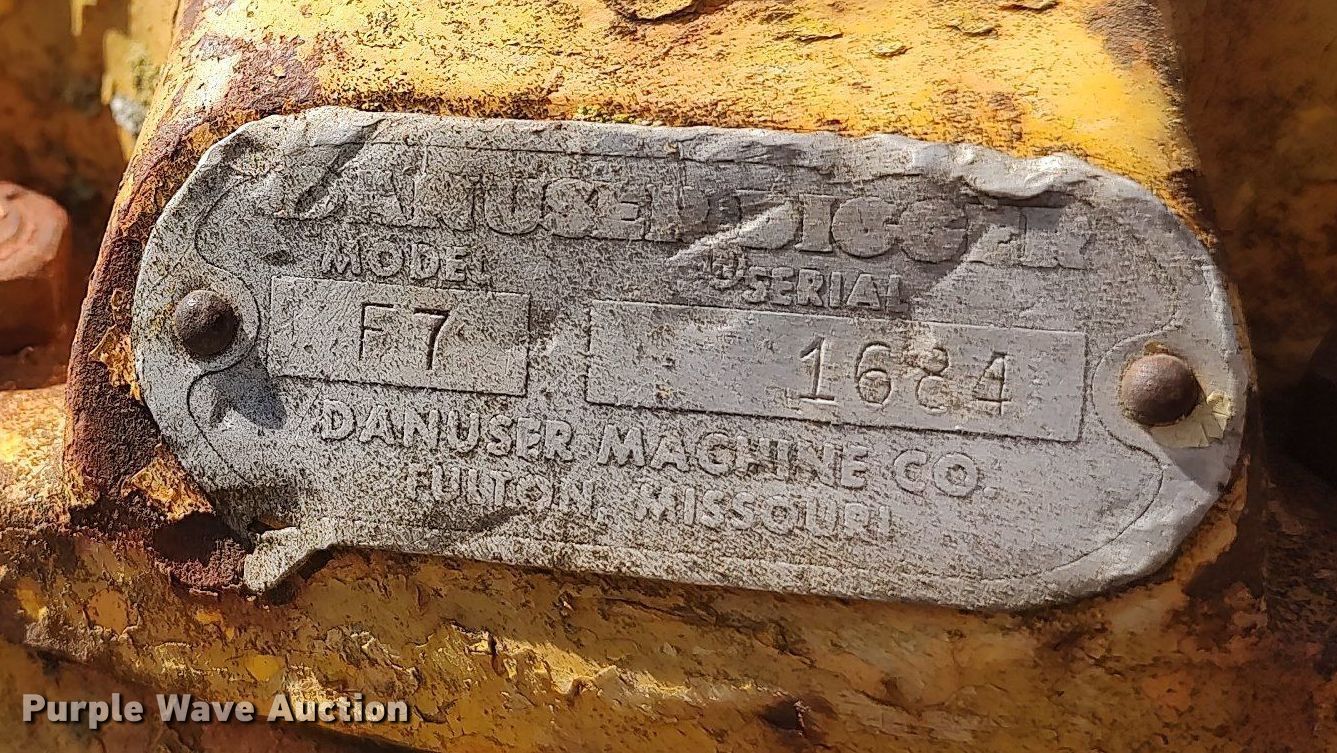 DANUSER DIGGER
MODEL SERIAL
F7 1684
DANUSER MACHINE CO.
FULTON, MISSOURI
Purple Wave Auction